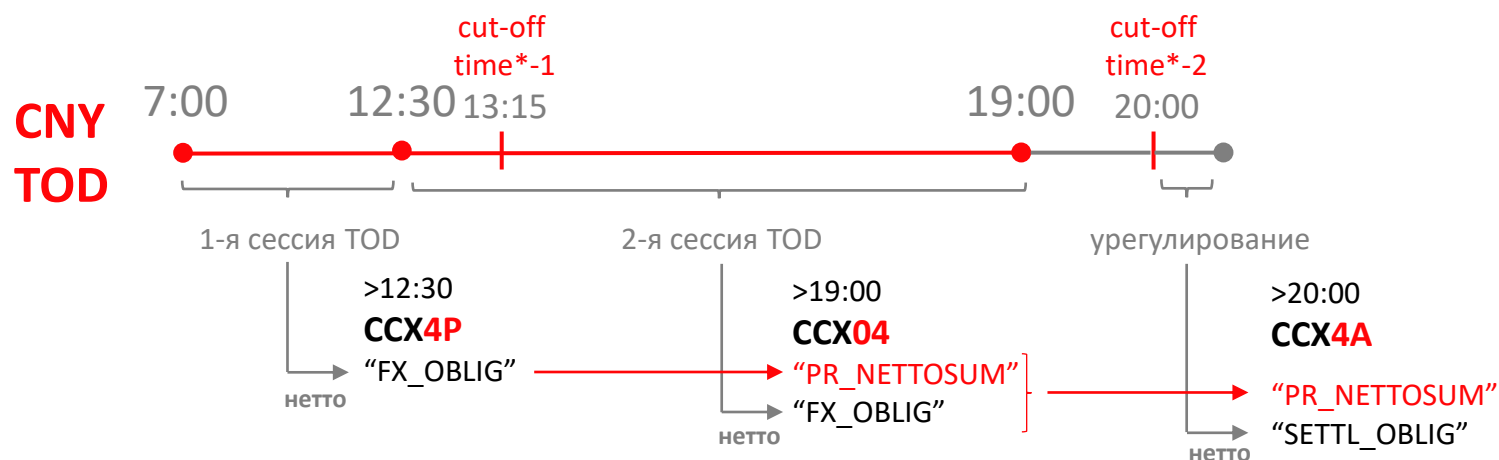 cut-off
time*-1
cut-off
time*-2
CNY
TOD
7:00
12:30
13:15
19:00
20:00
1-я сессия TOD
2-я сессия TOD
урегулирование
>12:30
CCX4P
“FX_OBLIG”
нетто
>19:00
CCX04
“PR_NETTOSUM”
“FX_OBLIG”
нетто
>20:00
CCX4A
“PR_NETTOSUM”
“SETTL_OBLIG”
нетто